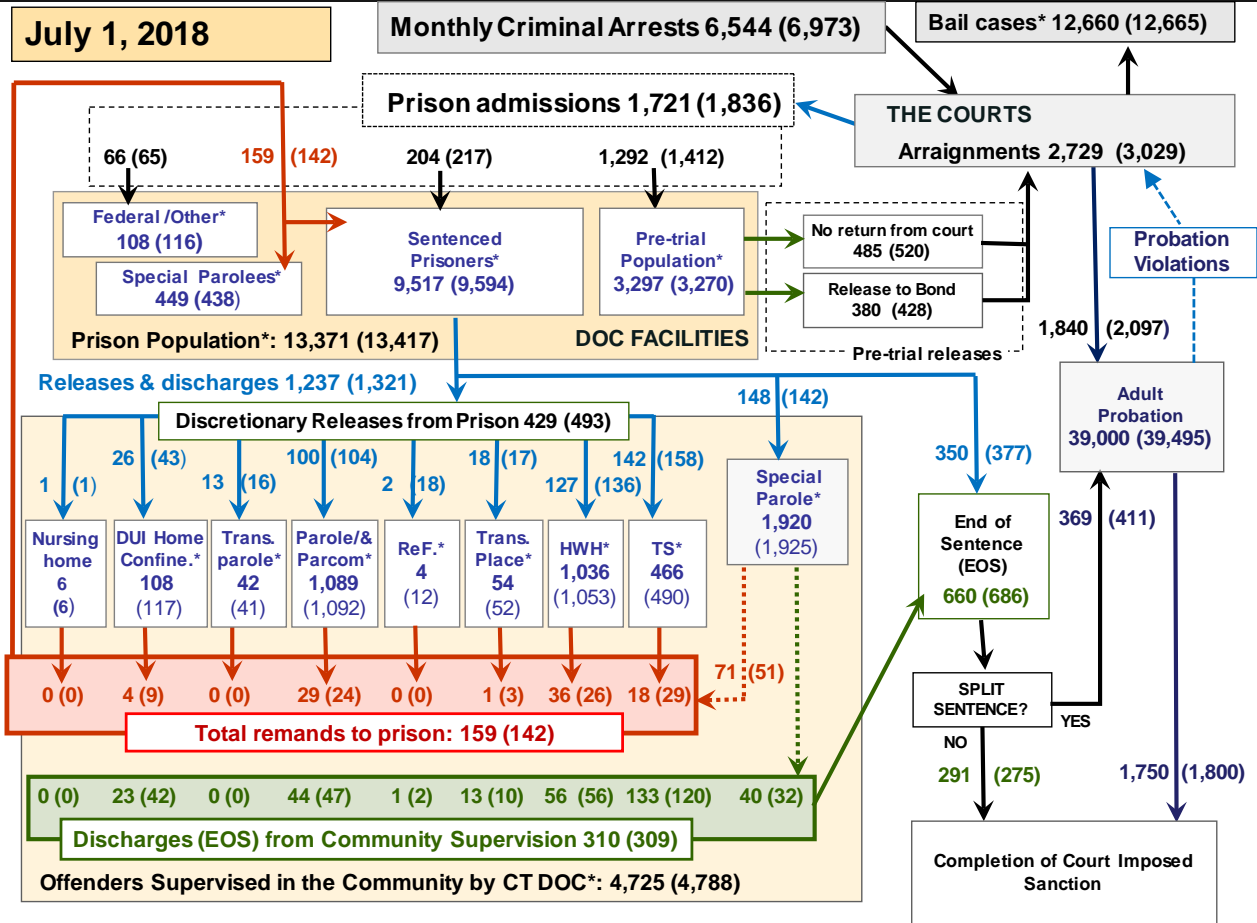 July 1, 2018
Monthly Criminal Arrests 6,544 (6,973)
Bail cases* 12,660 (12,665)
Prison admissions 1,721 (1,836)
THE COURTS
Arraignments 2,729 (3,029)
66 (65)
159 (142)
204 (217)
1,292 (1,412)
Federal /Other*
108 (116)
Special Parolees*
449 (438)
Sentenced
Prisoners*
9,517 (9,594)
Pre-trial
Population*
3,297 (3,270)
No return from court
485 (520)
Release to Bond
380 (428)
Pre-trial releases
Probation
Violations
Prison Population*: 13,371 (13,417)
DOC FACILITIES
1,840 (2,097)
Releases & discharges 1,237 (1,321)
Discretionary Releases from Prison 429 (493)
148 (142)
350 (377)
Adult
Probation
39,000 (39,495)
1 (1)
26 (43)
13 (16)
100 (104)
2 (18)
18 (17)
127 (136)
142 (158)
Nursing
home
6
(6)
DUI Home
Confine.*
108
(117)
Trans.
parole*
42
(41)
Parole/&
Parcom*
1,089
(1,092)
ReF.*
4
(12)
Trans.
Place*
54
(52)
HWH*
1,036
(1,053)
TS*
466
(490)
Special
Parole*
1,920
(1,925)
End of
Sentence
(EOS)
660 (686)
369 (411)
0 (0)
4 (9)
0 (0)
29 (24)
0 (0)
1 (3)
36 (26)
18 (29)
71 (51)
Total remands to prison: 159 (142)
SPLIT
SENTENCE?
YES
NO
291 (275)
1,750 (1,800)
0 (0)
23 (42)
0 (0)
44 (47)
1 (2)
13 (10)
56 (56)
133 (120)
40 (32)
Discharges (EOS) from Community Supervision 310 (309)
Offenders Supervised in the Community by CT DOC*: 4,725 (4,788)
Completion of Court Imposed
Sanction